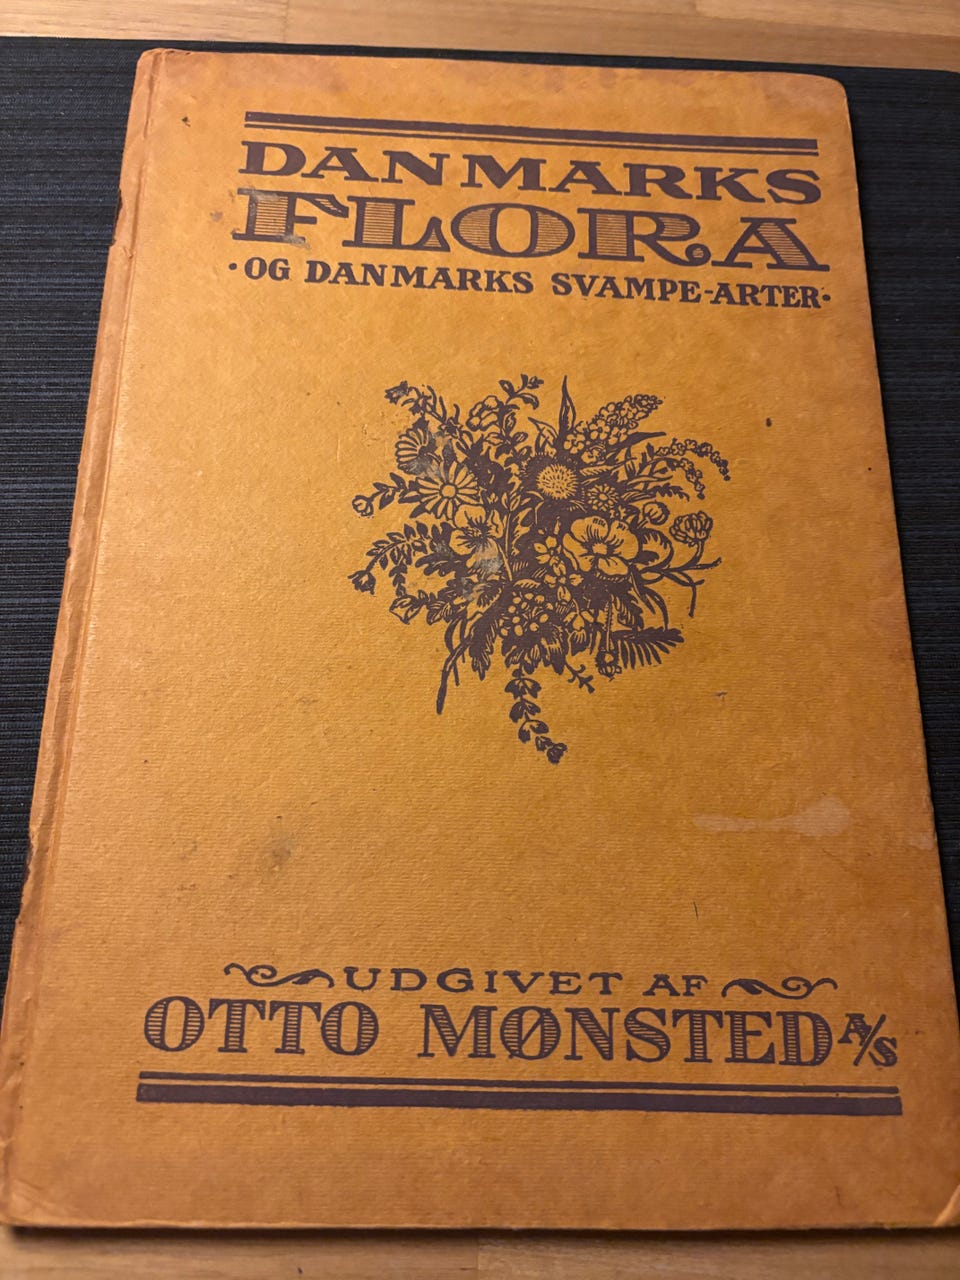 DANMARKS
FLORA
· OG DANMARKS SVAMPE-ARTER ·
UDGIVET AF
OTTO MØNSTED A/S